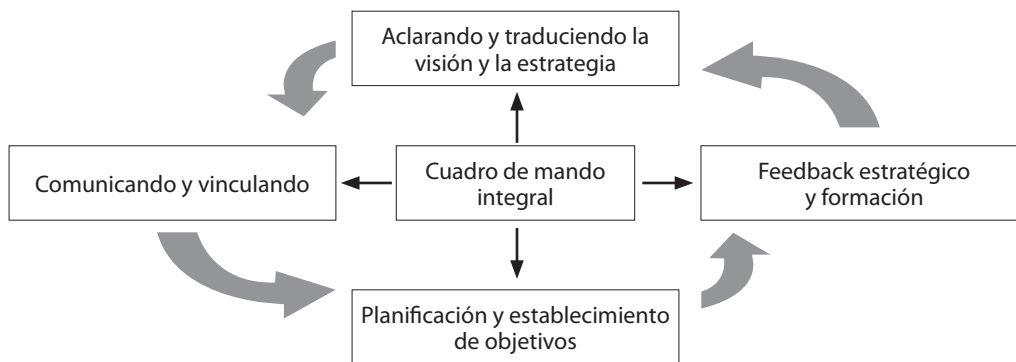 Aclarando y traduciendo la
visión y la estrategia
Comunicando y vinculando
Cuadro de mando
integral
Feedback estratégico
y formación
Planificación y establecimiento
de objetivos